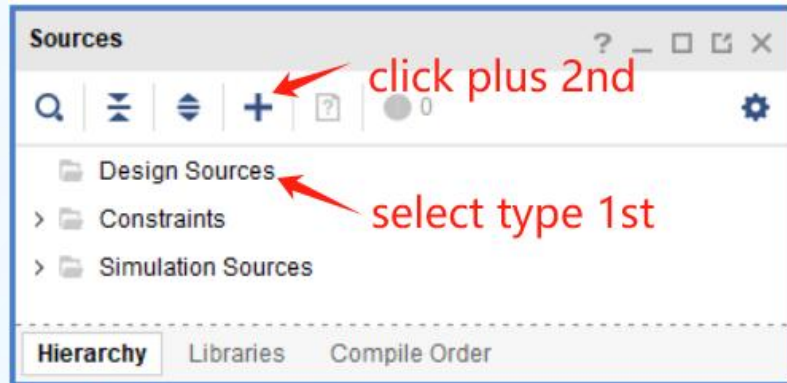 Sources
click plus 2nd
0
Design Sources
select type 1st
Constraints
Simulation Sources
Hierarchy Libraries Compile Order